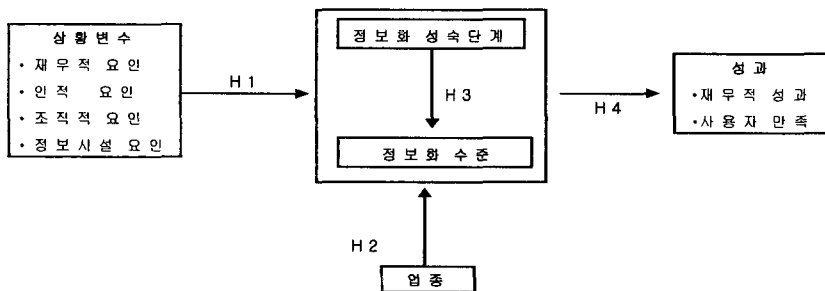 상황변수
• 재무적 요인
• 인적 요인
• 조직적요인
• 정보시설 요인
H1
정보화 성숙단계
H3
정보화 수준
H2
업종
H4
성과
• 재무적 성과
• 사용자 만족